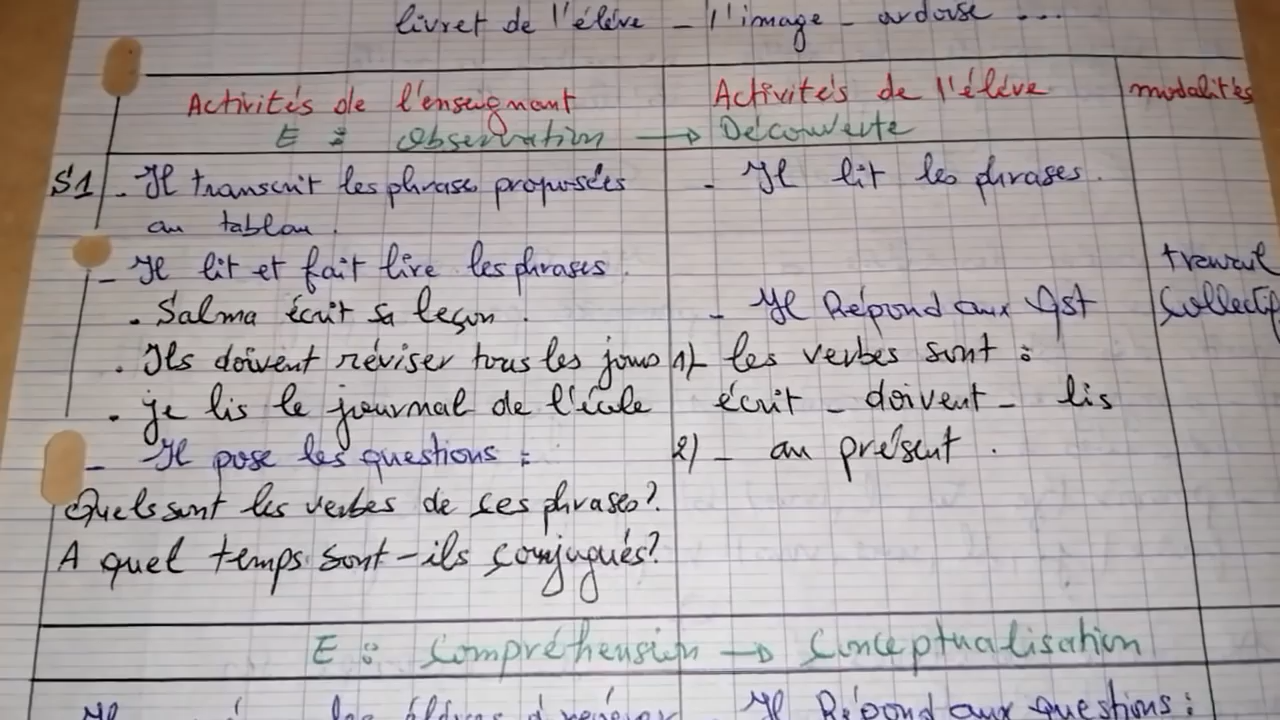 livret de l'élève - l'image - ardoise ...
Activités de l'enseignant
Activités de l'élève
modalités
E : Observation → Découverte
S1
- Il transcrit les phrase proposées
au tablau.
- Il lit et fait lire les phrases.
. Salma écrit sa leçon.
. Ils doivent réviser tous les jours
. je lis le journal de l'école
- Il pose les questions :
Quels sont les verbes de ces phrases?
A quel temps sont-ils conjugués?
- Il lit les phrases.
- Il Répond aux Qst
1) les verbes sont :
écrit - doivent - lis
2) - au présent.
travail
Collectif
E : Compréhension → Conceptualisation
Il
Il Répond aux questions :